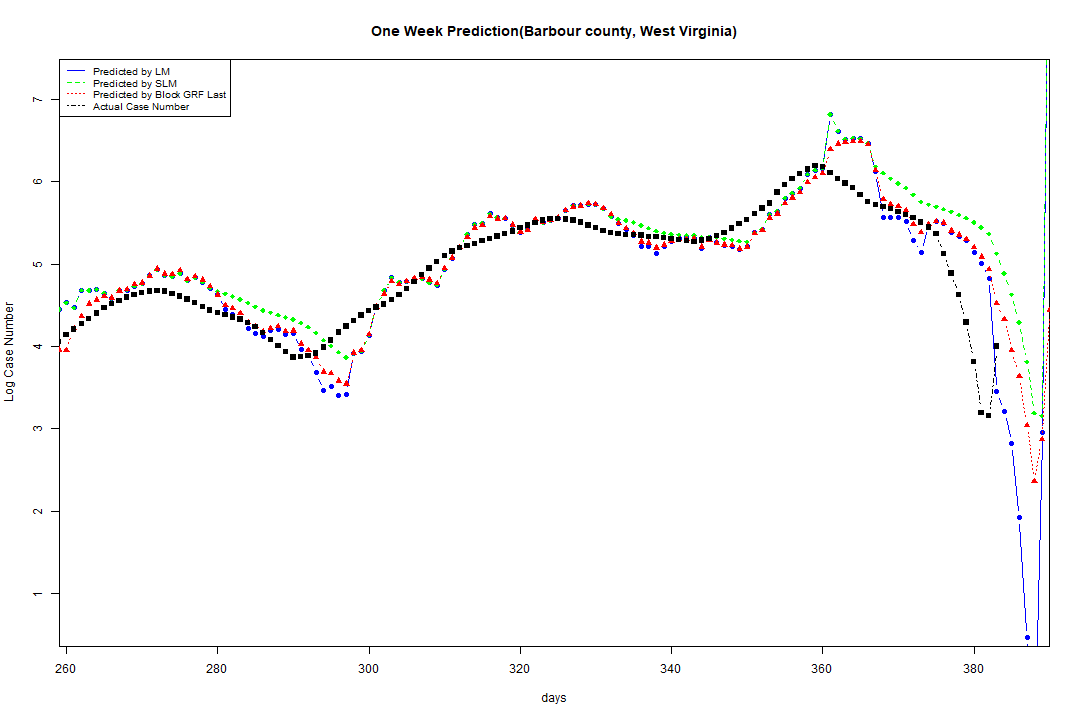 One Week Prediction(Barbour county, West Virginia)
Predicted by LM
Predicted by SLM
Predicted by Block GRF Last
Actual Case Number
Log Case Number
7
6
5
4
3
2
1
260 280 300 320 340 360 380
days